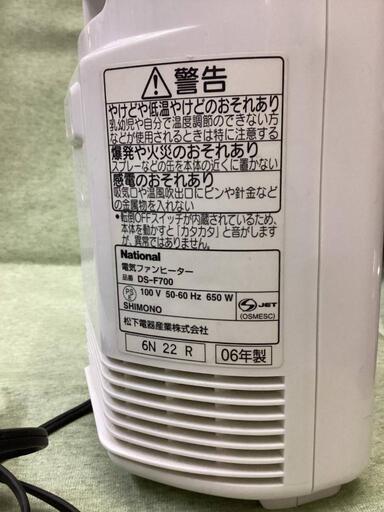 警告
やけどや低温やけどのおそれあり
乳幼児や自分で温度調節のできない方
などが使用されるときは特に注意する
爆発や火災のおそれあり
スプレーなどの缶を本体の近くに置かない
感電のおそれあり
吸気口や温風吹出口にピンや針金など
の金属物を入れない
•転倒OFFスイッチが内蔵されているため、
本体を動かすと「カタカタ」と音がします
が、異常ではありません。
National
電気ファンヒーター
品番 DS-F700
PS E 100 V 50-60 Hz 650 W
SHIMONO
S JET
(OSMESC)
松下電器産業株式会社
6N 22 R
06年製